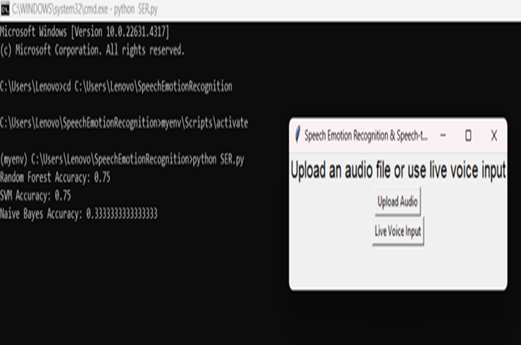 C:\WINDOWS\system32\cmd.exe - python SER.py
Microsoft Windows [Version 10.0.22631.4317]
(c) Microsoft Corporation. All rights reserved.
C:\Users\Lenovo>cd C:\Users\Lenovo\SpeechEmotionRecognition
C:\Users\Lenovo\SpeechEmotionRecognition>myenv\Scripts\activate
(myenv) C:\Users\Lenovo\SpeechEmotionRecognition>python SER.py
Random Forest Accuracy: 0.75
SVM Accuracy: 0.75
Naive Bayes Accuracy: 0.3333333333333333
Speech Emotion Recognition & Speech-t...
Upload an audio file or use live voice input
Upload Audio
Live Voice Input